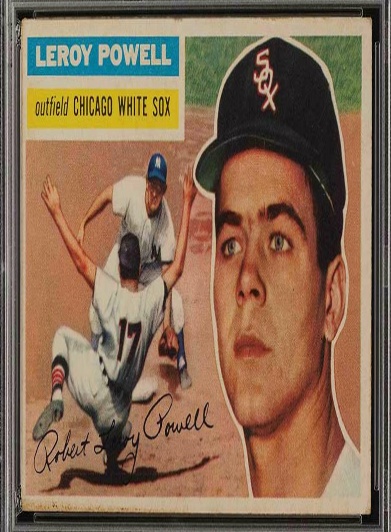 LEROY POWELL
outfield CHICAGO WHITE SOX
SOX
17
Robert Leroy Powell